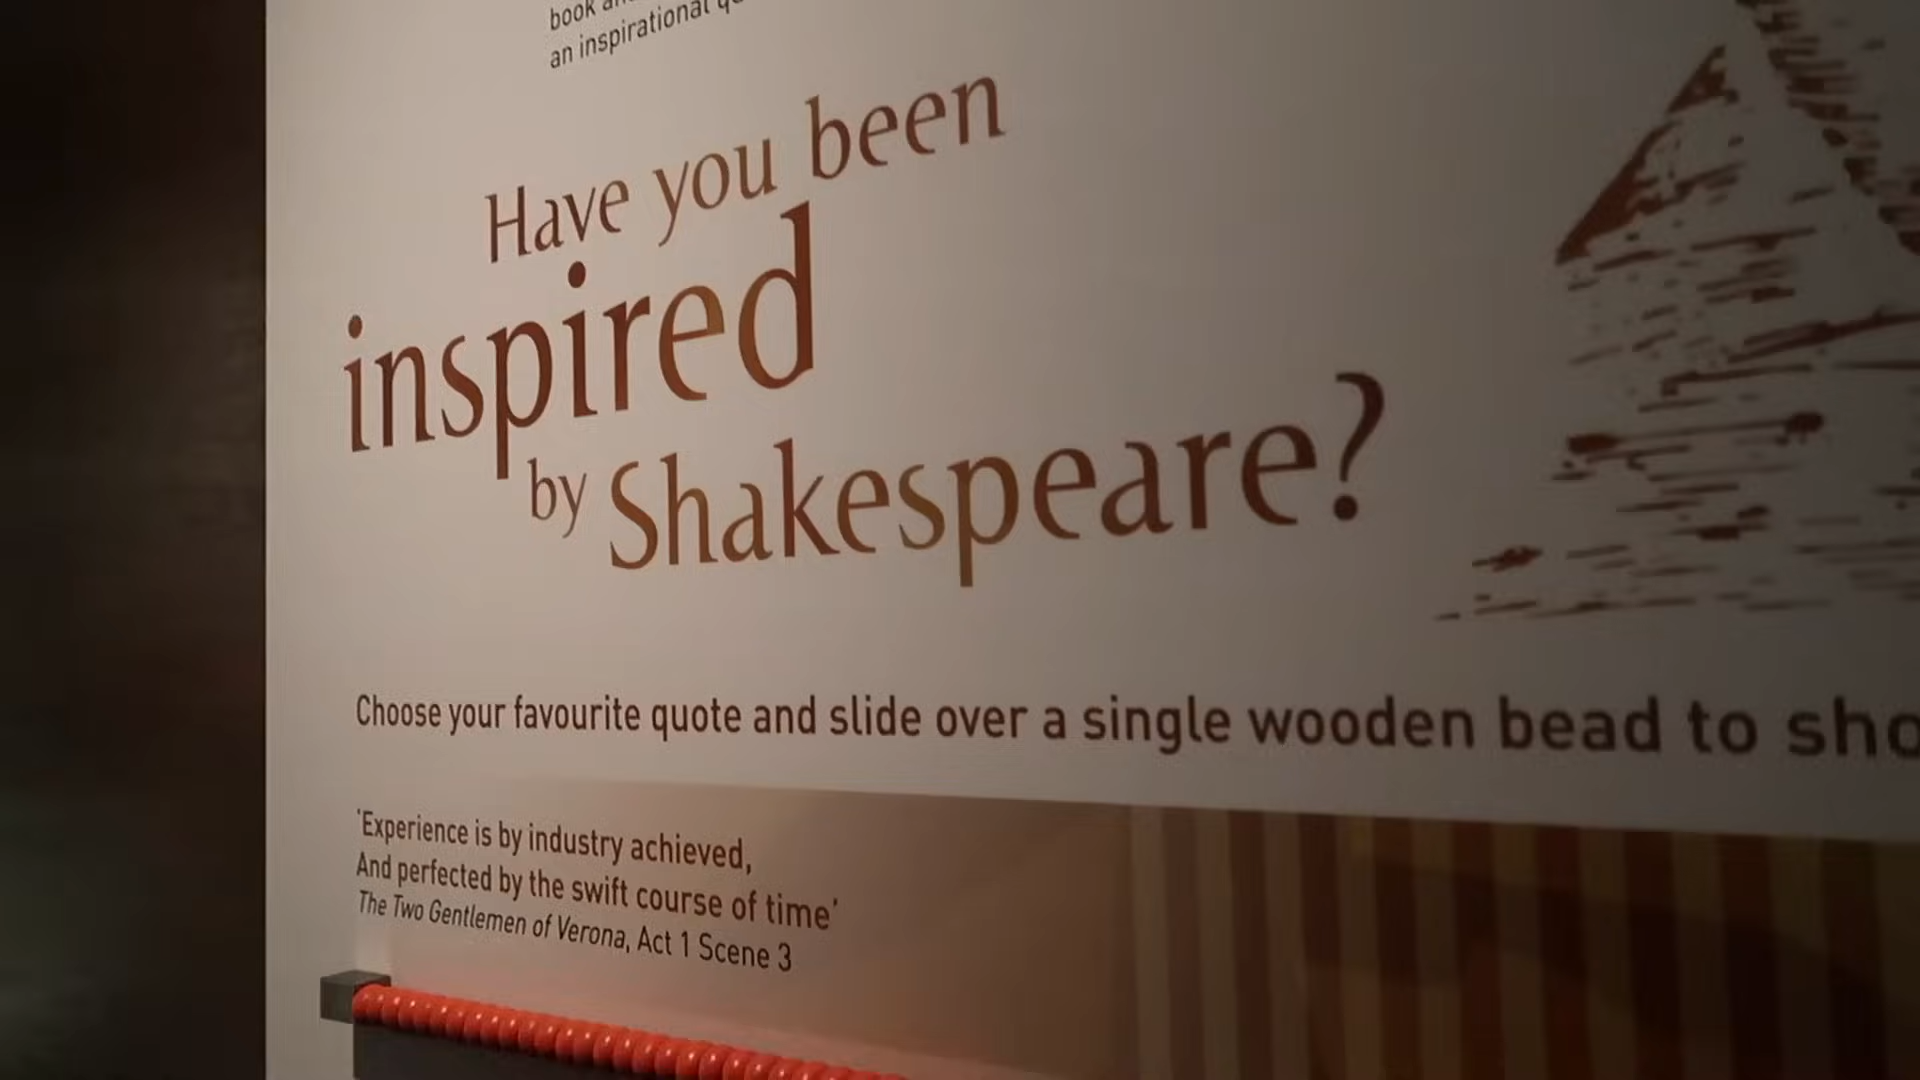 book
an inspirational
Have you been
inspired
by Shakespeare?
Choose your favourite quote and slide over a single wooden bead to
'Experience is by industry achieved,
And perfected by the swift course of time'
The Two Gentlemen of Verona, Act 1 Scene 3